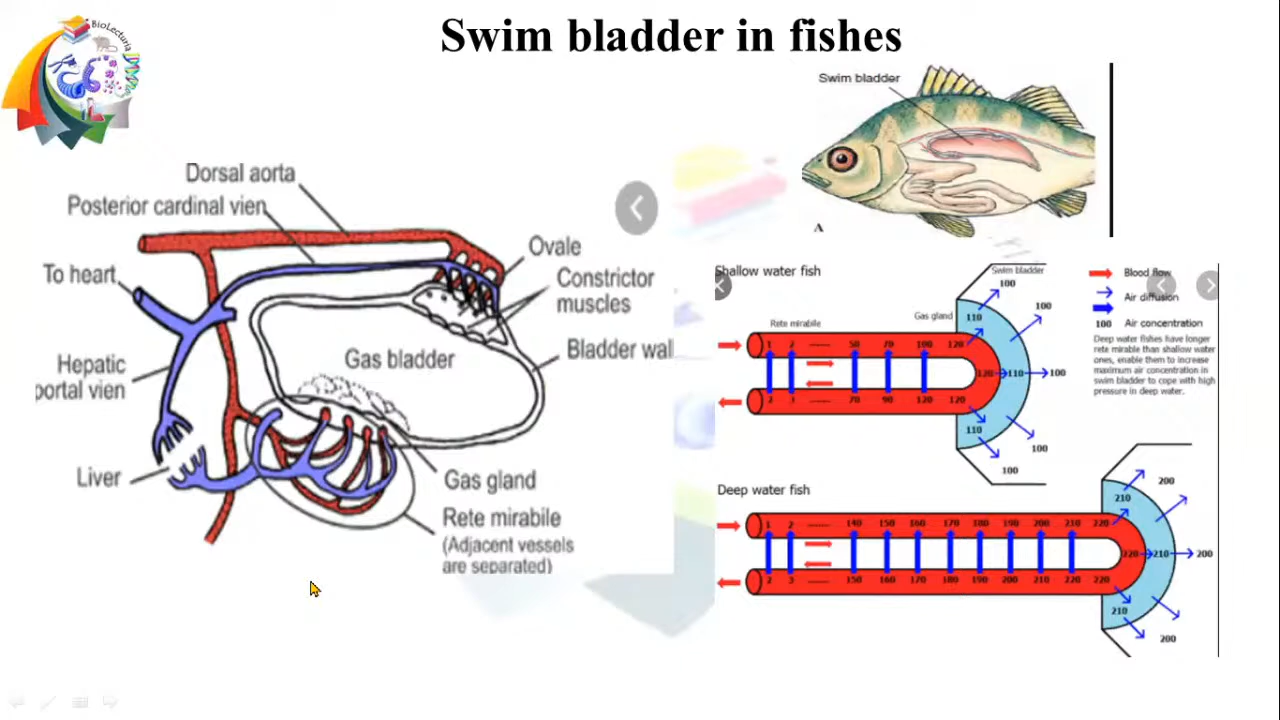 Swim bladder in fishes
BioLecturia
Swim bladder
A
Dorsal aorta
Posterior cardinal vien
To heart
Ovale
Constrictor
muscles
Gas bladder
Bladder wall
Hepatic
portal vien
Liver
Gas gland
Rete mirabile
(Adjacent vessels
are separated)
Shallow water fish
Swim bladder
Rete mirabile
Gas gland
100
100
110
1 2 50 70 100 120
120 110 100
2 3 70 90 120 120
110
100
100
Blood flow
Air diffusion
100 Air concentration
Deep water fishes have longer
rete mirable than shallow water
ones, enable them to increase
maximum air concentration in
swim bladder to cope with high
pressure in deep water.
Deep water fish
200
210
1 2 140 150 160 170 180 190 200 210 220
220 210 200
2 3 150 160 170 180 190 200 210 220 220
210
200